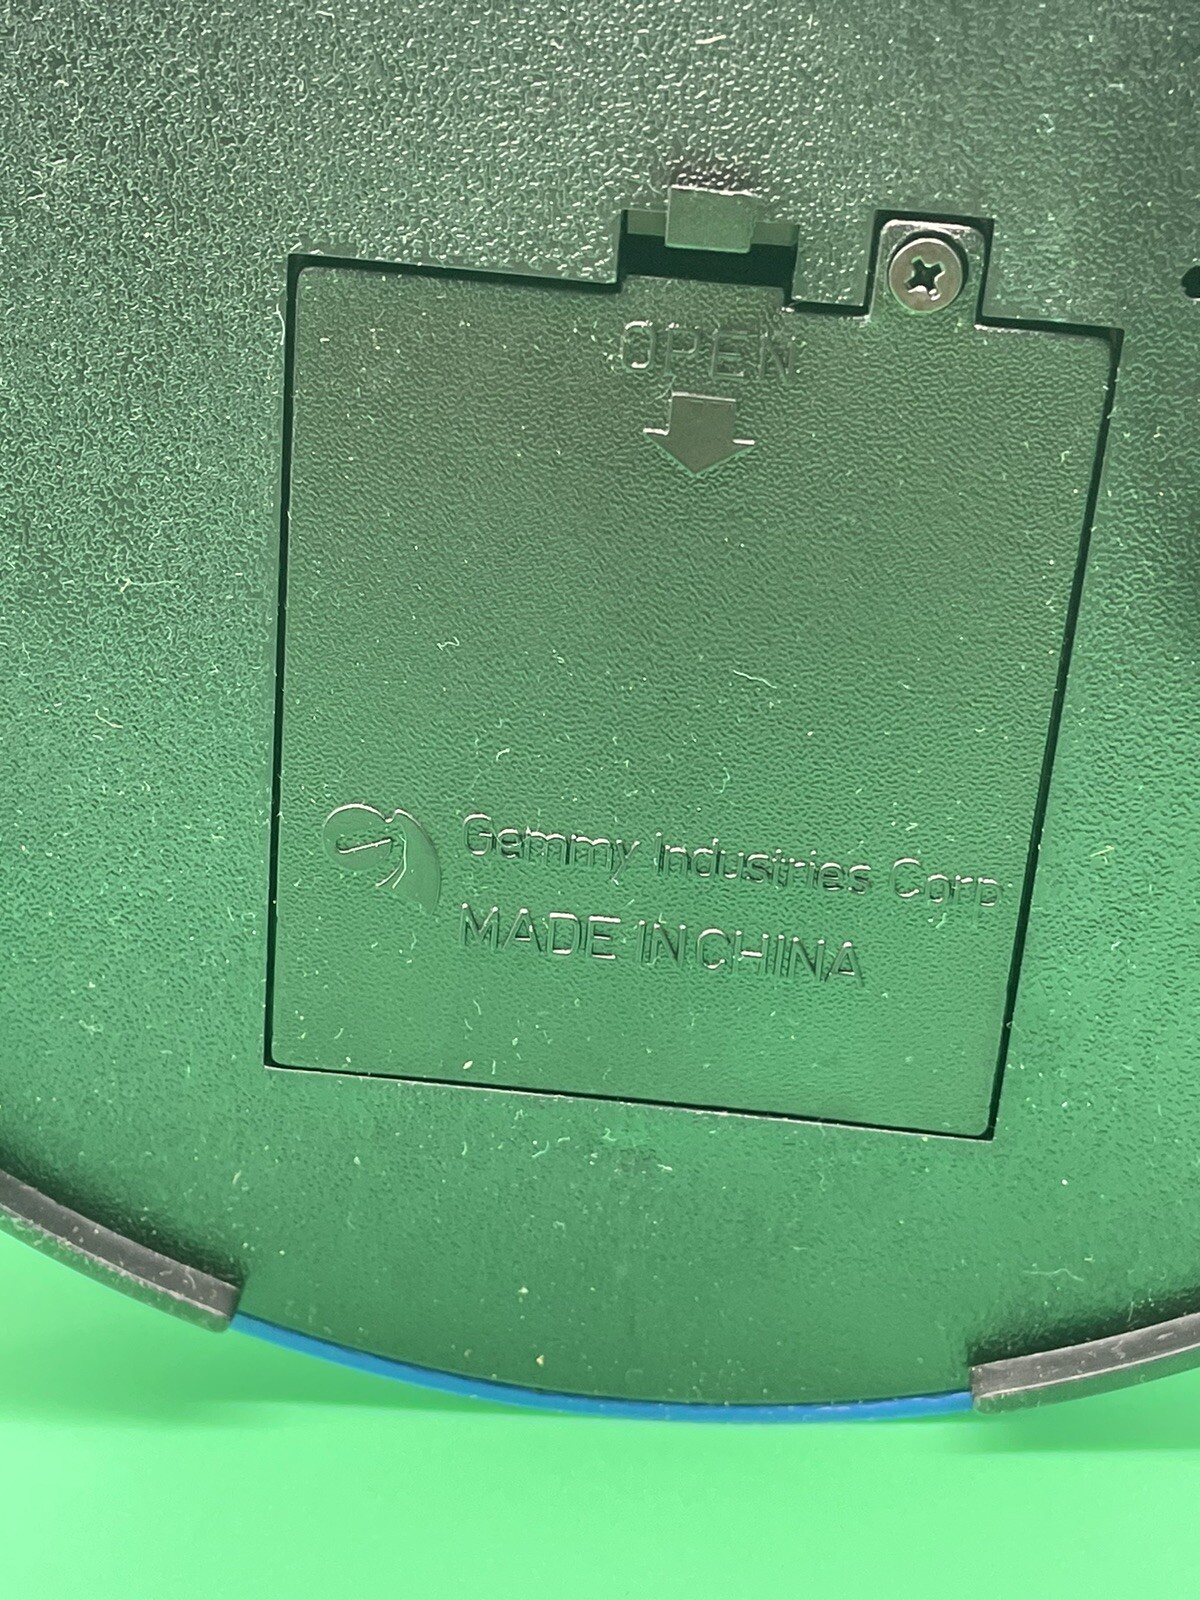 OPEN
Gemmy Industries Corp
MADE IN CHINA